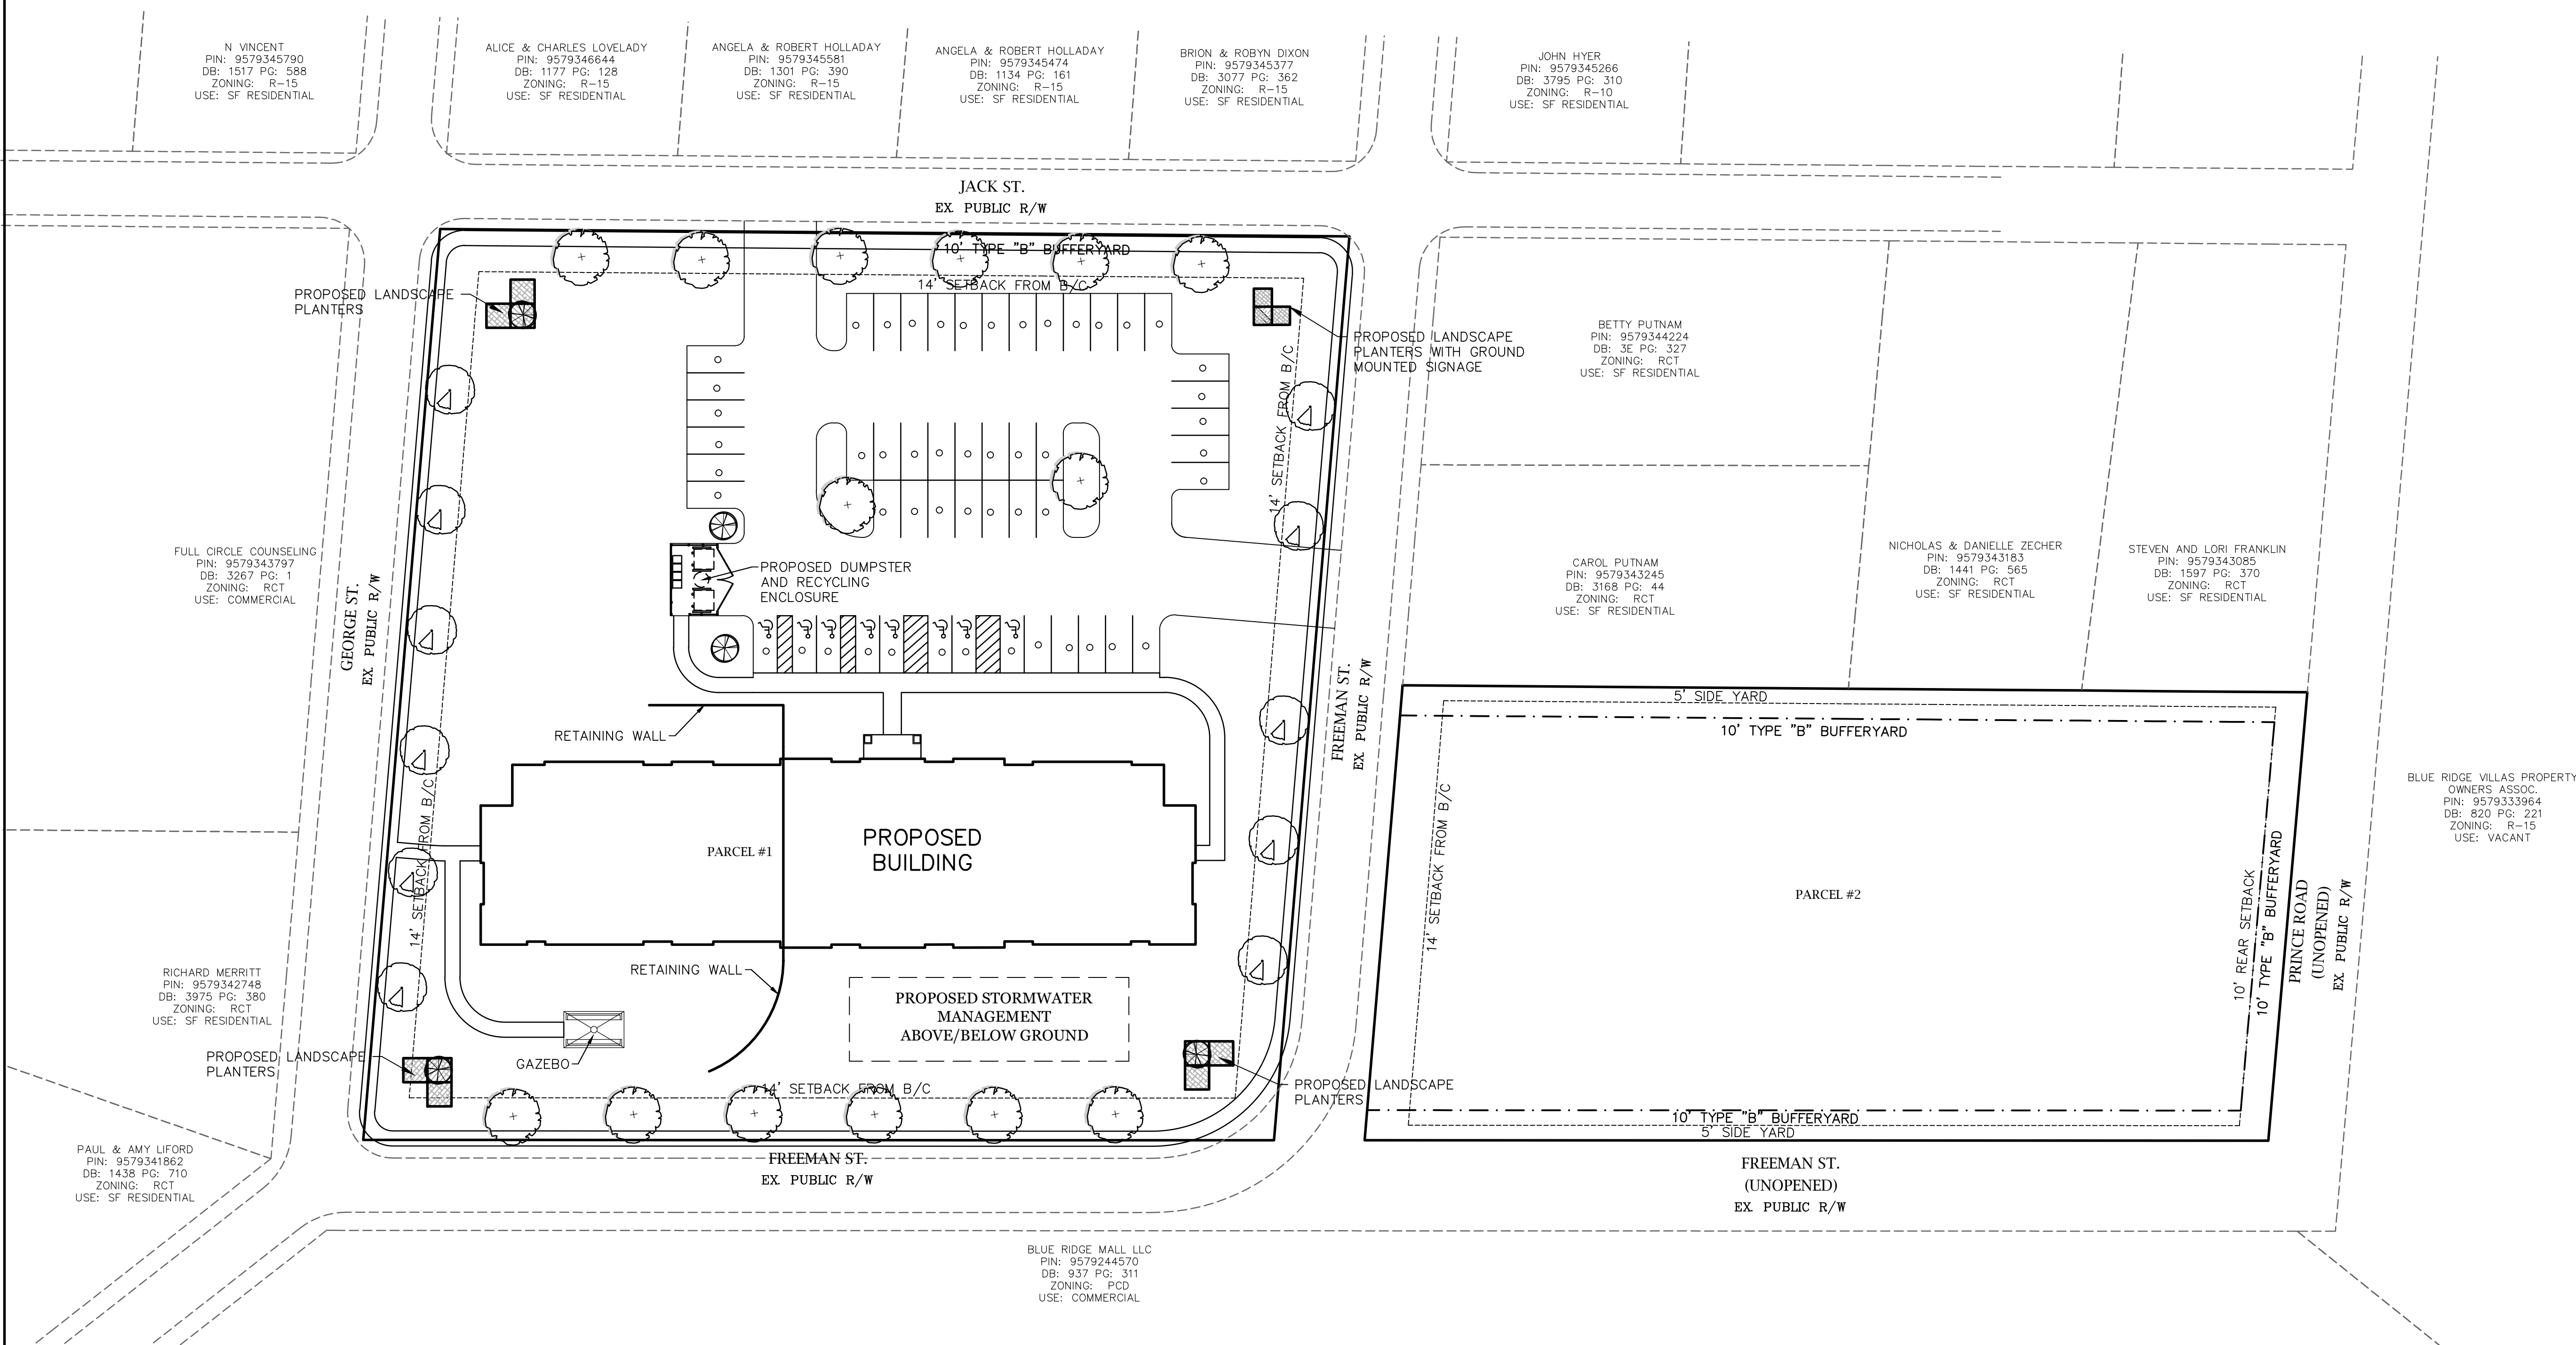 N VINCENT
PIN: 9579345790
DB: 1517 PG: 588
ZONING: R-15
USE: SF RESIDENTIAL
ALICE & CHARLES LOVELADY
PIN: 9579346644
DB: 1177 PG: 128
ZONING: R-15
USE: SF RESIDENTIAL
ANGELA & ROBERT HOLLADAY
PIN: 9579345581
DB: 1301 PG: 390
ZONING: R-15
USE: SF RESIDENTIAL
ANGELA & ROBERT HOLLADAY
PIN: 9579345474
DB: 1134 PG: 161
ZONING: R-15
USE: SF RESIDENTIAL
BRION & ROBYN DIXON
PIN: 9579345377
DB: 3077 PG: 362
ZONING: R-15
USE: SF RESIDENTIAL
JOHN HYER
PIN: 9579345266
DB: 3795 PG: 310
ZONING: R-10
USE: SF RESIDENTIAL
JACK ST.
EX. PUBLIC R/W
10' TYPE "B" BUFFERYARD
14' SETBACK FROM B/C
PROPOSED LANDSCAPE
PLANTERS
PROPOSED LANDSCAPE
PLANTERS WITH GROUND
MOUNTED SIGNAGE
14' SETBACK FROM B/C
BETTY PUTNAM
PIN: 9579344224
DB: 3E PG: 327
ZONING: RCT
USE: SF RESIDENTIAL
FULL CIRCLE COUNSELING
PIN: 9579343797
DB: 3267 PG: 1
ZONING: RCT
USE: COMMERCIAL
GEORGE ST.
EX. PUBLIC R/W
PROPOSED DUMPSTER
AND RECYCLING
ENCLOSURE
CAROL PUTNAM
PIN: 9579343245
DB: 3168 PG: 44
ZONING: RCT
USE: SF RESIDENTIAL
NICHOLAS & DANIELLE ZECHER
PIN: 9579343183
DB: 1441 PG: 565
ZONING: RCT
USE: SF RESIDENTIAL
STEVEN AND LORI FRANKLIN
PIN: 9579343085
DB: 1597 PG: 370
ZONING: RCT
USE: SF RESIDENTIAL
FREEMAN ST.
EX. PUBLIC R/W
RETAINING WALL
5' SIDE YARD
10' TYPE "B" BUFFERYARD
14' SETBACK FROM B/C
PARCEL #1
PROPOSED
BUILDING
14' SETBACK FROM B/C
PARCEL #2
10' REAR SETBACK
10' TYPE "B" BUFFERYARD
PRINCE ROAD
(UNOPENED)
EX. PUBLIC R/W
BLUE RIDGE VILLAS PROPERTY
OWNERS ASSOC.
PIN: 9579333964
DB: 820 PG: 221
ZONING: R-15
USE: VACANT
RICHARD MERRITT
PIN: 9579342748
DB: 3975 PG: 380
ZONING: RCT
USE: SF RESIDENTIAL
RETAINING WALL
PROPOSED STORMWATER
MANAGEMENT
ABOVE/BELOW GROUND
PROPOSED LANDSCAPE
PLANTERS
GAZEBO
14' SETBACK FROM B/C
PROPOSED LANDSCAPE
PLANTERS
10' TYPE "B" BUFFERYARD
5' SIDE YARD
PAUL & AMY LIFORD
PIN: 9579341862
DB: 1438 PG: 710
ZONING: RCT
USE: SF RESIDENTIAL
FREEMAN ST.
EX. PUBLIC R/W
FREEMAN ST.
(UNOPENED)
EX. PUBLIC R/W
BLUE RIDGE MALL LLC
PIN: 9579244570
DB: 937 PG: 311
ZONING: PCD
USE: COMMERCIAL